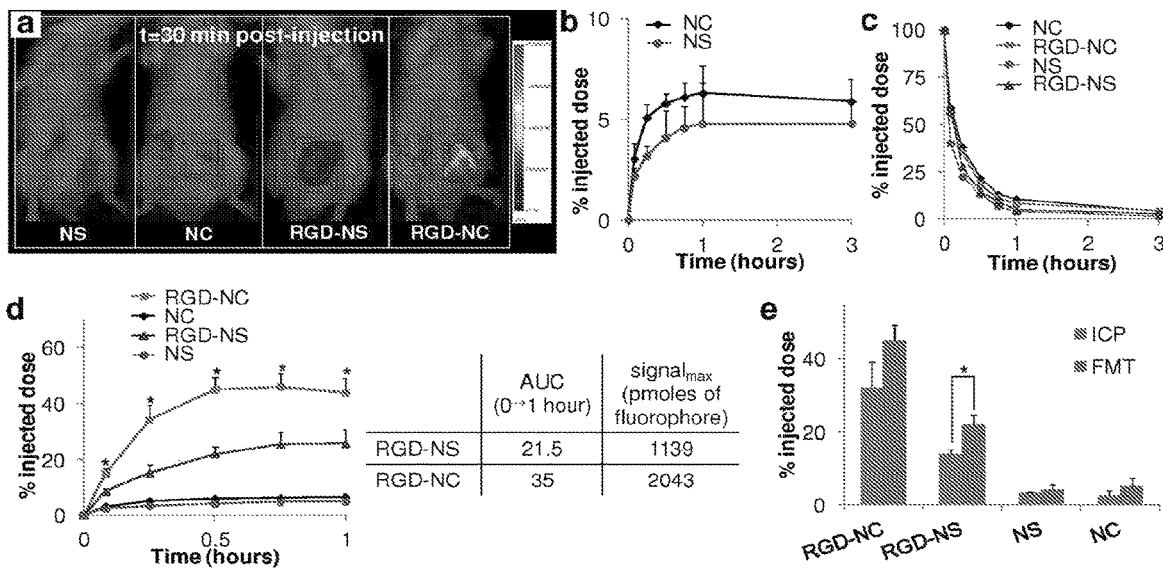 a
t=30 min post-injection
NS
NC
RGD-NS
RGD-NC
b
NC
NS
10
5
0
% injected dose
0
1
2
3
Time (hours)
c
NC
RGD-NC
NS
RGD-NS
100
75
50
25
0
% injected dose
0
1
2
3
Time (hours)
d
RGD-NC
NC
RGD-NS
NS
60
40
20
0
% injected dose
* * * * *
0
0.5
1
Time (hours)
AUC (0→1 hour)
signalmax (pmoles of fluorophore)
RGD-NS 21.5 1139
RGD-NC 35 2043
e
ICP
FMT
*
40
20
0
% injected dose
RGD-NC
RGD-NS
NS
NC